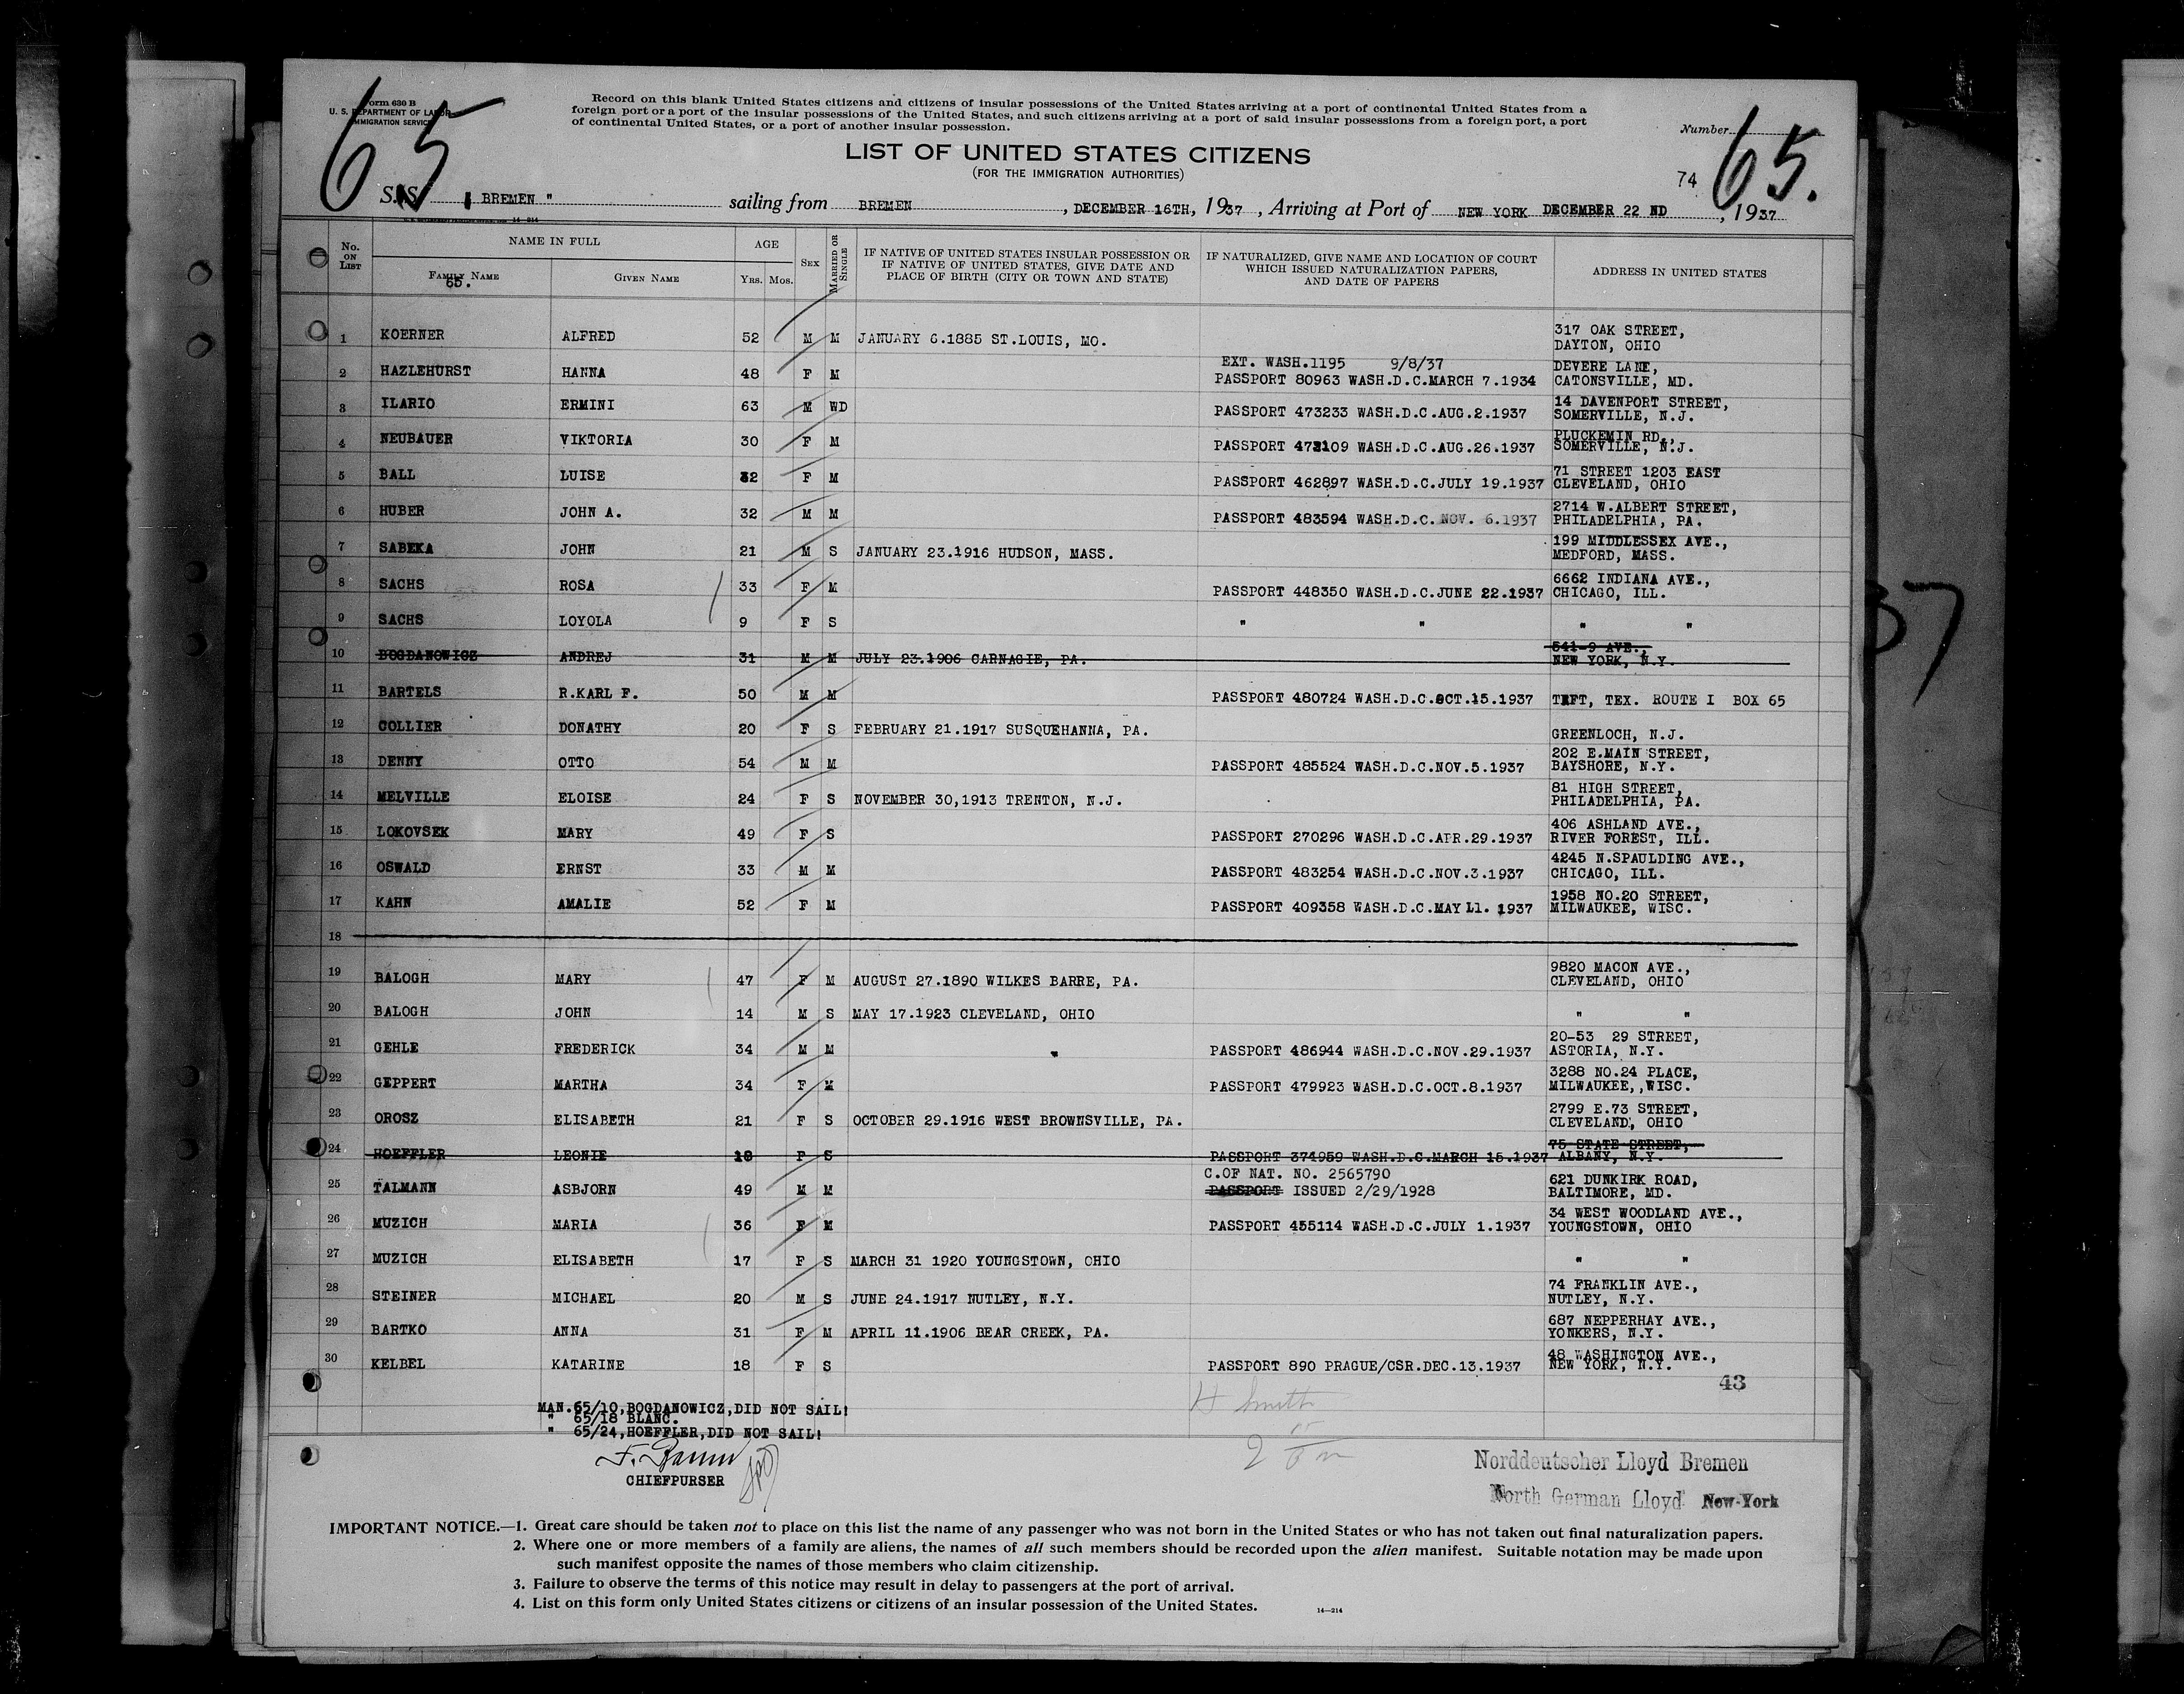 65
65.
Form 630 B
U. S. DEPARTMENT OF LABOR
IMMIGRATION SERVICE
Record on this blank United States citizens and citizens of insular possessions of the United States arriving at a port of continental United States from a
foreign port or a port of the insular possessions of the United States, and such citizens arriving at a port of said insular possessions from a foreign port, a port
of continental United States, or a port of another insular possession.
Number
LIST OF UNITED STATES CITIZENS
(FOR THE IMMIGRATION AUTHORITIES)
74
S.S. BREMEN " sailing from BREMEN, DECEMBER 16TH, 1937, Arriving at Port of NEW YORK DECEMBER 22 ND, 1937
14-214
No. ON LIST NAME IN FULL AGE SEX MARRIED OR SINGLE IF NATIVE OF UNITED STATES INSULAR POSSESSION OR IF NATIVE OF UNITED STATES, GIVE DATE AND PLACE OF BIRTH (CITY OR TOWN AND STATE) IF NATURALIZED, GIVE NAME AND LOCATION OF COURT WHICH ISSUED NATURALIZATION PAPERS, AND DATE OF PAPERS ADDRESS IN UNITED STATES
FAMILY NAME GIVEN NAME YRS. MOS.
65.
1 KOERNER ALFRED 52 M M JANUARY 6.1885 ST.LOUIS, MO. 317 OAK STREET, DAYTON, OHIO
2 HAZLEHURST HANNA 48 F M EXT. WASH.1195 9/8/37 PASSPORT 80963 WASH.D.C.MARCH 7.1934 DEVERE LANE, CATONSVILLE, MD.
3 ILARIO ERMINI 63 M WD PASSPORT 473233 WASH.D.C.AUG.2.1937 14 DAVENPORT STREET, SOMERVILLE, N.J.
4 NEUBAUER VIKTORIA 30 F M PASSPORT 472109 WASH.D.C.AUG.26.1937 PLUCKEMIN RD., SOMERVILLE, N.J.
5 BALL LUISE 32 F M PASSPORT 462897 WASH.D.C.JULY 19.1937 71 STREET 1203 EAST CLEVELAND, OHIO
6 HUBER JOHN A. 32 M M PASSPORT 483594 WASH.D.C. NOV. 6.1937 2714 W.ALBERT STREET, PHILADELPHIA, PA.
7 SABEKA JOHN 21 M S JANUARY 23.1916 HUDSON, MASS. 199 MIDDLESSEX AVE., MEDFORD, MASS.
8 SACHS ROSA 33 F M PASSPORT 448350 WASH.D.C.JUNE 22.1937 6662 INDIANA AVE., CHICAGO, ILL.
9 SACHS LOYOLA 9 F S " " " "
10 BOGDANOWICZ ANDREJ 31 M M JULY 23.1906 CARNAGIE, PA. 541-9 AVE., NEW YORK, N.Y.
11 BARTELS R.KARL F. 50 M M PASSPORT 480724 WASH.D.C.OCT.15.1937 TAFT, TEX. ROUTE I BOX 65
12 COLLIER DONATHY 20 F S FEBRUARY 21.1917 SUSQUEHANNA, PA. GREENLOCH, N.J.
13 DENNY OTTO 54 M M PASSPORT 485524 WASH.D.C.NOV.5.1937 202 E.MAIN STREET, BAYSHORE, N.Y.
14 MELVILLE ELOISE 24 F S NOVEMBER 30,1913 TRENTON, N.J. 81 HIGH STREET, PHILADELPHIA, PA.
15 LOKOVSEK MARY 49 F S PASSPORT 270296 WASH.D.C.APR.29.1937 406 ASHLAND AVE., RIVER FOREST, ILL.
16 OSWALD ERNST 33 M M PASSPORT 483254 WASH.D.C.NOV.3.1937 4245 N.SPAULDING AVE., CHICAGO, ILL.
17 KAHN AMALIE 52 F M PASSPORT 409358 WASH.D.C.MAY 11. 1937 1958 NO.20 STREET, MILWAUKEE, WISC.
18
19 BALOGH MARY 47 F M AUGUST 27.1890 WILKES BARRE, PA. 9820 MACON AVE., CLEVELAND, OHIO
20 BALOGH JOHN 14 M S MAY 17.1923 CLEVELAND, OHIO " "
21 GEHLE FREDERICK 34 M M PASSPORT 486944 WASH.D.C.NOV.29.1937 20-53 29 STREET, ASTORIA, N.Y.
22 GEPPERT MARTHA 34 F M PASSPORT 479923 WASH.D.C.OCT.8.1937 3288 NO.24 PLACE, MILWAUKEE,,WISC.
23 OROSZ ELISABETH 21 F S OCTOBER 29.1916 WEST BROWNSVILLE, PA. 2799 E.73 STREET, CLEVELAND, OHIO
24 HOEFFLER LEONIE 18 F S PASSPORT 374959 WASH.D.C.MARCH 15.1937 75 STATE STREET, ALBANY, N.Y.
25 TALMANN ASBJORN 49 M M C.OF NAT. NO. 2565790 PASSPORT ISSUED 2/29/1928 621 DUNKIRK ROAD, BALTIMORE, MD.
26 MUZICH MARIA 36 F M PASSPORT 455114 WASH.D.C.JULY 1.1937 34 WEST WOODLAND AVE., YOUNGSTOWN, OHIO
27 MUZICH ELISABETH 17 F S MARCH 31 1920 YOUNGSTOWN, OHIO " "
28 STEINER MICHAEL 20 M S JUNE 24.1917 NUTLEY, N.Y. 74 FRANKLIN AVE., NUTLEY, N.Y.
29 BARTKO ANNA 31 F M APRIL 11.1906 BEAR CREEK, PA. 687 NEPPERHAY AVE., YONKERS, N.Y.
30 KELBEL KATARINE 18 F S PASSPORT 890 PRAGUE/CSR.DEC.13.1937 48 WASHINGTON AVE., NEW YORK, N.Y.
43
MAN.65/10,BOGDANOWICZ,DID NOT SAIL!
" 65/18 BLANC.
" 65/24,HOEFFLER,DID NOT SAIL!
H Smith
CHIEFPURSER
Norddeutscher Lloyd Bremen
North German Lloyd New-York
IMPORTANT NOTICE.—1. Great care should be taken not to place on this list the name of any passenger who was not born in the United States or who has not taken out final naturalization papers.
2. Where one or more members of a family are aliens, the names of all such members should be recorded upon the alien manifest. Suitable notation may be made upon
such manifest opposite the names of those members who claim citizenship.
3. Failure to observe the terms of this notice may result in delay to passengers at the port of arrival.
4. List on this form only United States citizens or citizens of an insular possession of the United States.
14—214
37